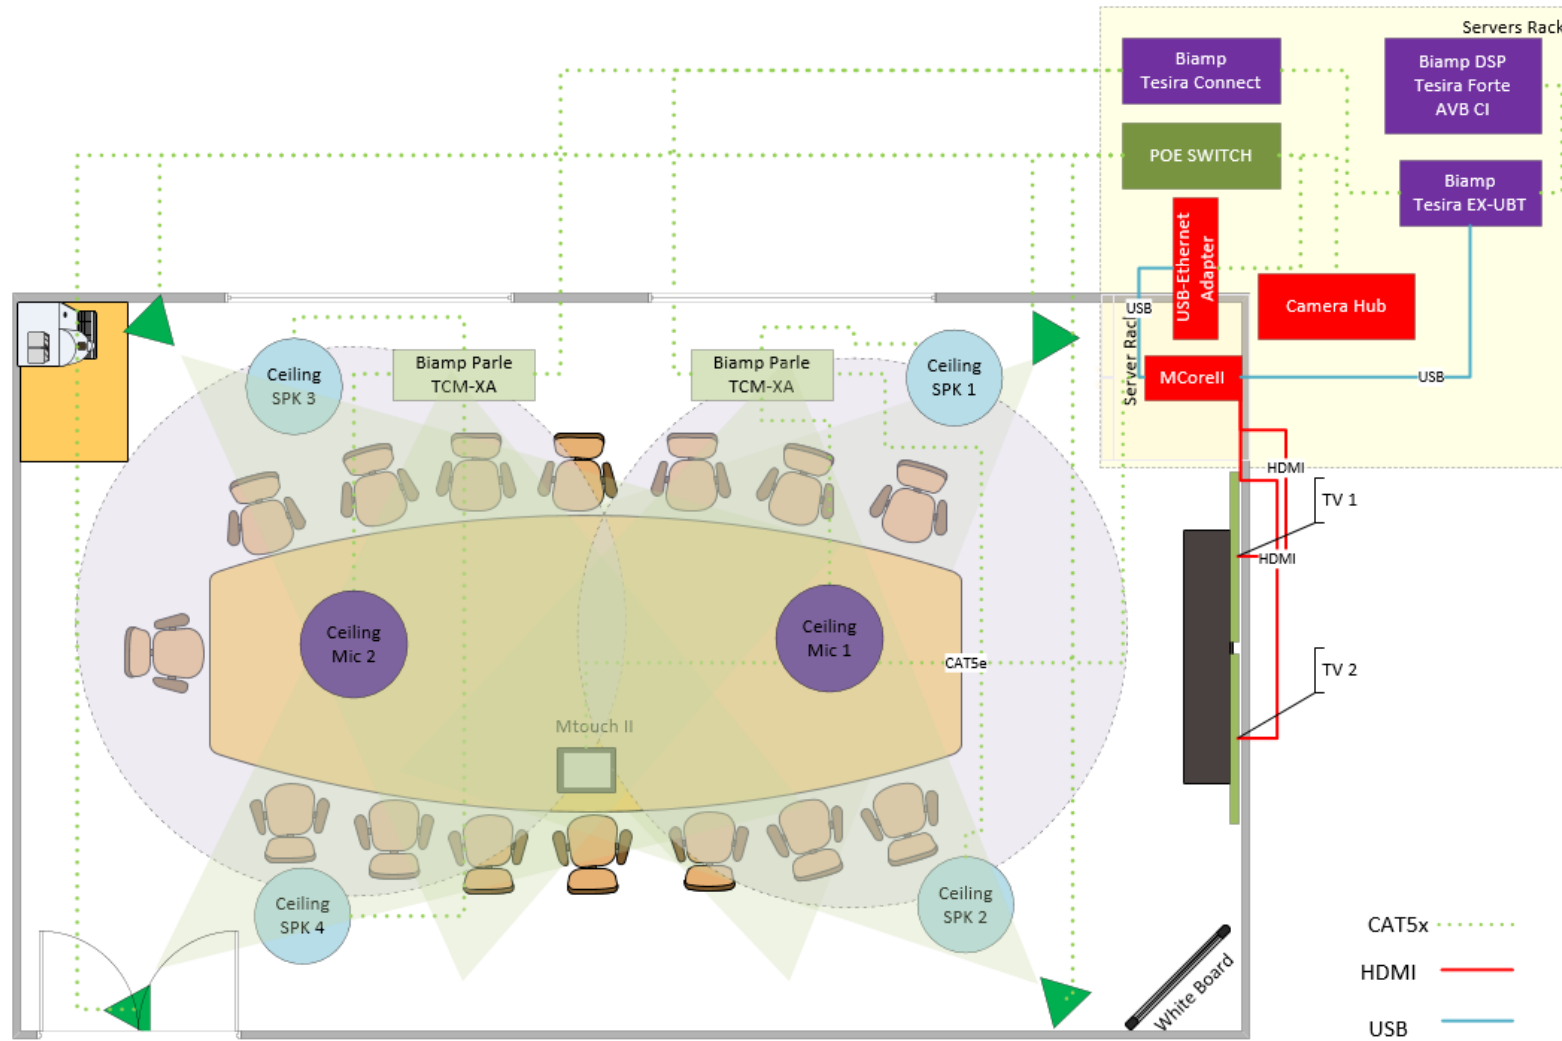 Servers Rack
Biamp
Tesira Connect
Biamp DSP
Tesira Forte
AVB CI
POE SWITCH
Biamp
Tesira EX-UBT
USB-Ethernet
Adapter
Camera Hub
USB
Server Rack
MCoreII
USB
Ceiling
SPK 3
Biamp Parle
TCM-XA
Biamp Parle
TCM-XA
Ceiling
SPK 1
HDMI
TV 1
HDMI
Ceiling
Mic 2
Ceiling
Mic 1
CAT5e
TV 2
Mtouch II
Ceiling
SPK 4
Ceiling
SPK 2
White Board
CAT5x
HDMI
USB